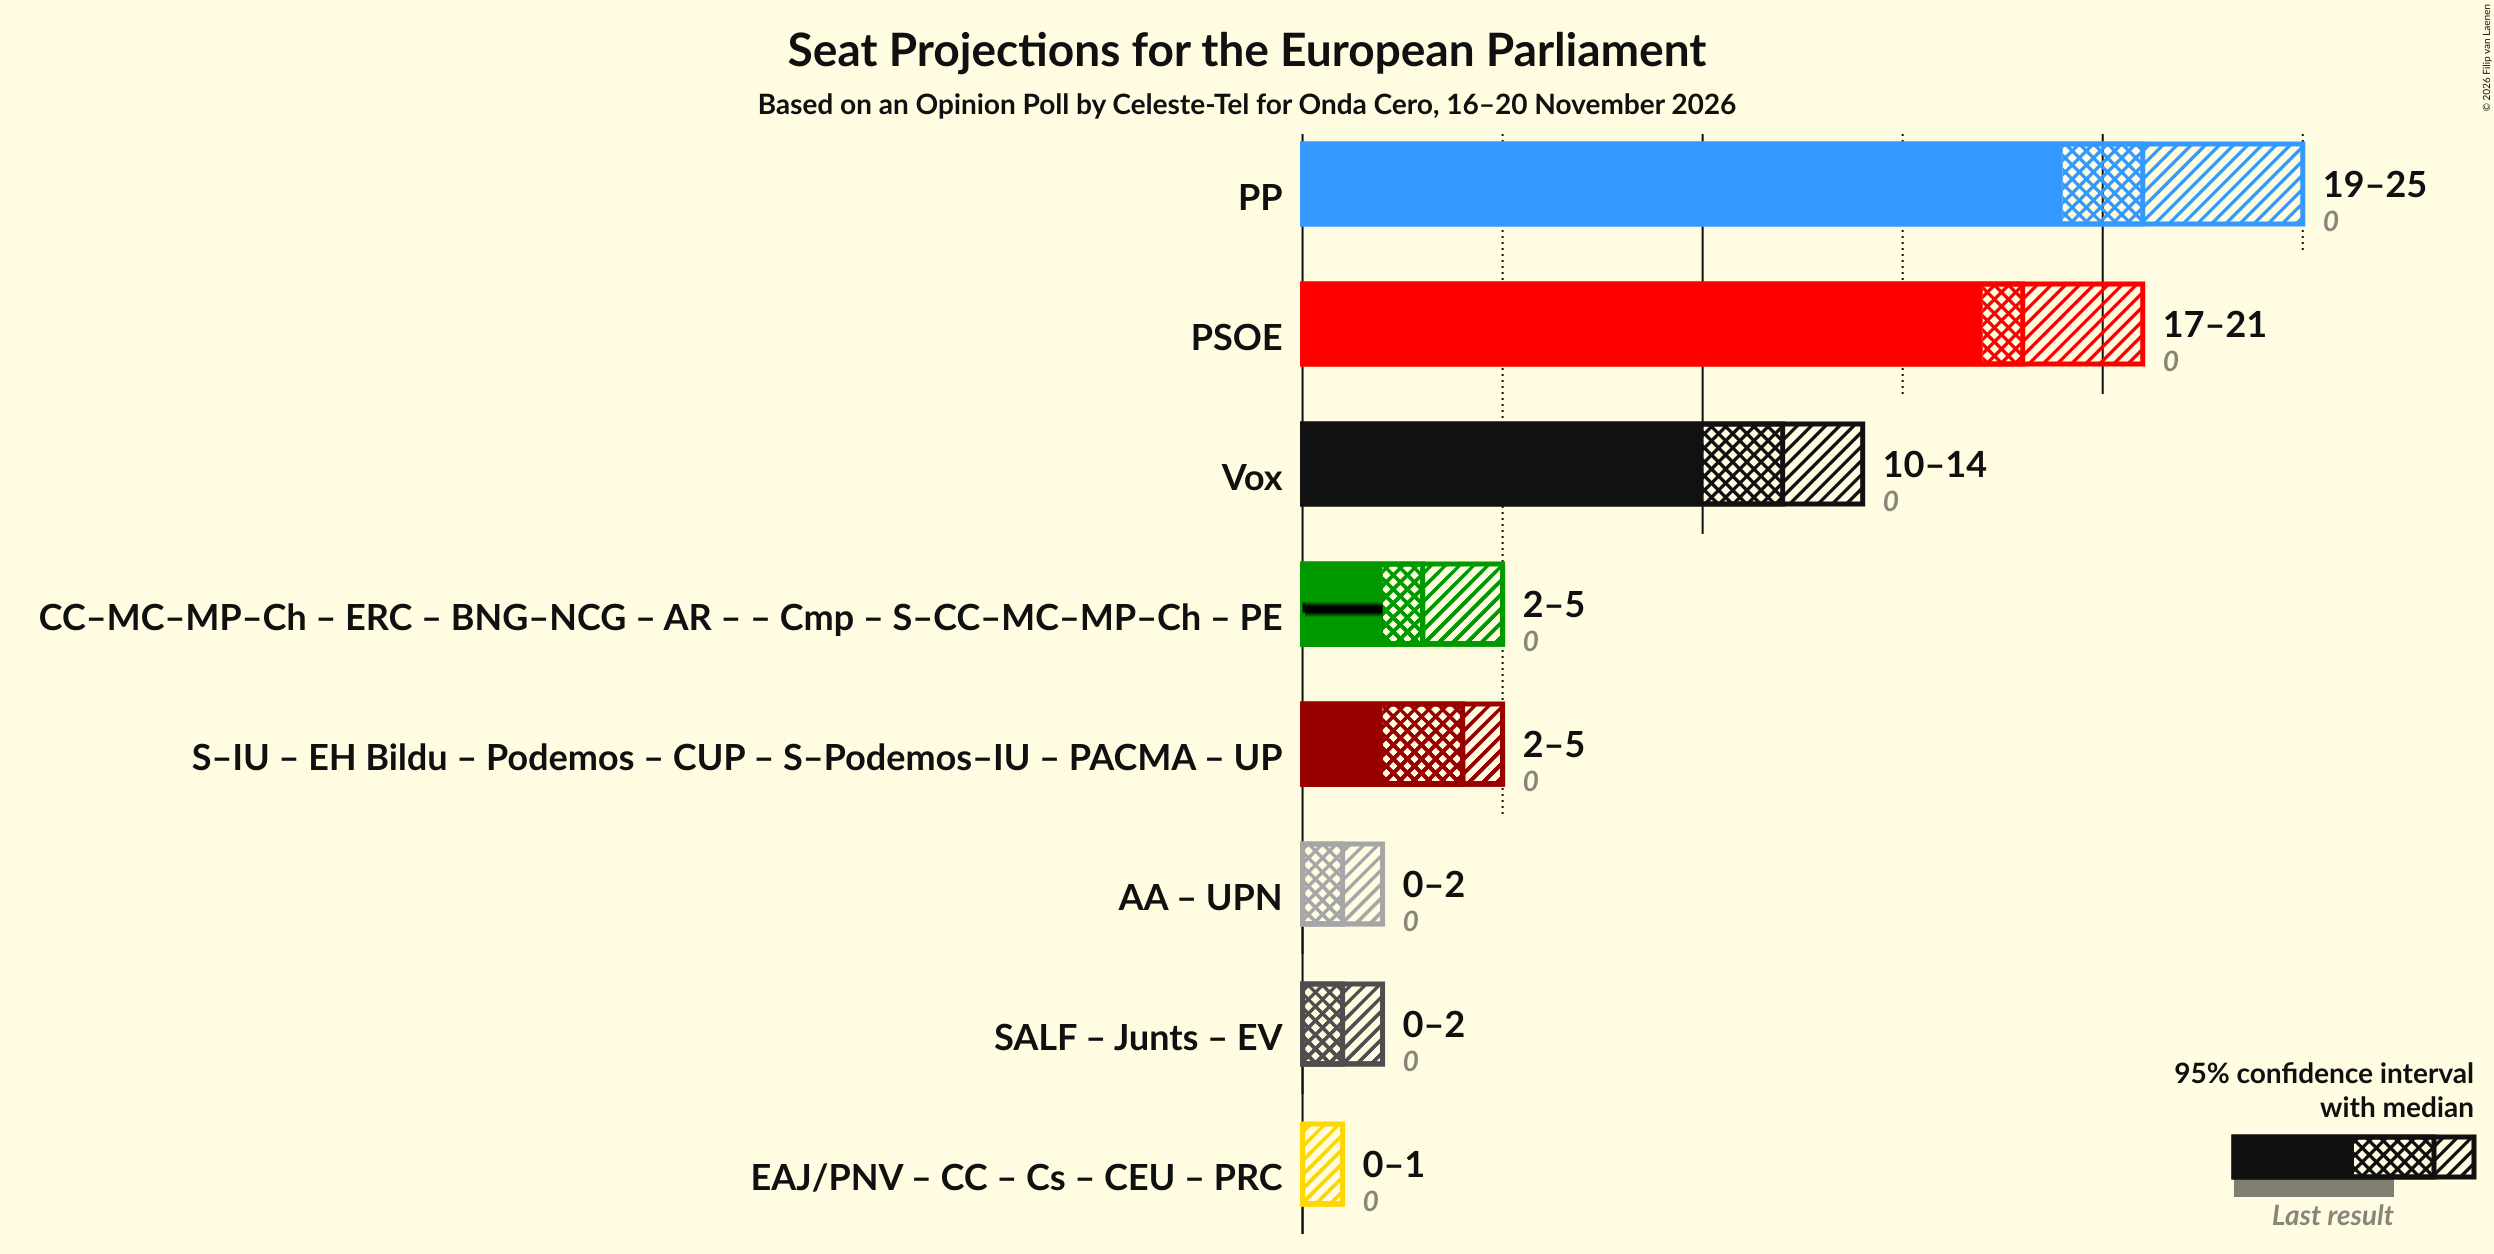 Seat Projections for the European Parliament
Based on an Opinion Poll by Celeste-Tel for Onda Cero, 16–20 November 2026
© 2026 Filip van Laenen
PP
19–25
0
PSOE
17–21
0
Vox
10–14
0
CC–MC–MP–Ch – ERC – BNG–NCG – AR – – Cmp – S–CC–MC–MP–Ch – PE
2–5
0
S–IU – EH Bildu – Podemos – CUP – S–Podemos–IU – PACMA – UP
2–5
0
AA – UPN
0–2
0
SALF – Junts – EV
0–2
0
EAJ/PNV – CC – Cs – CEU – PRC
0–1
0
95% confidence interval
with median
Last result